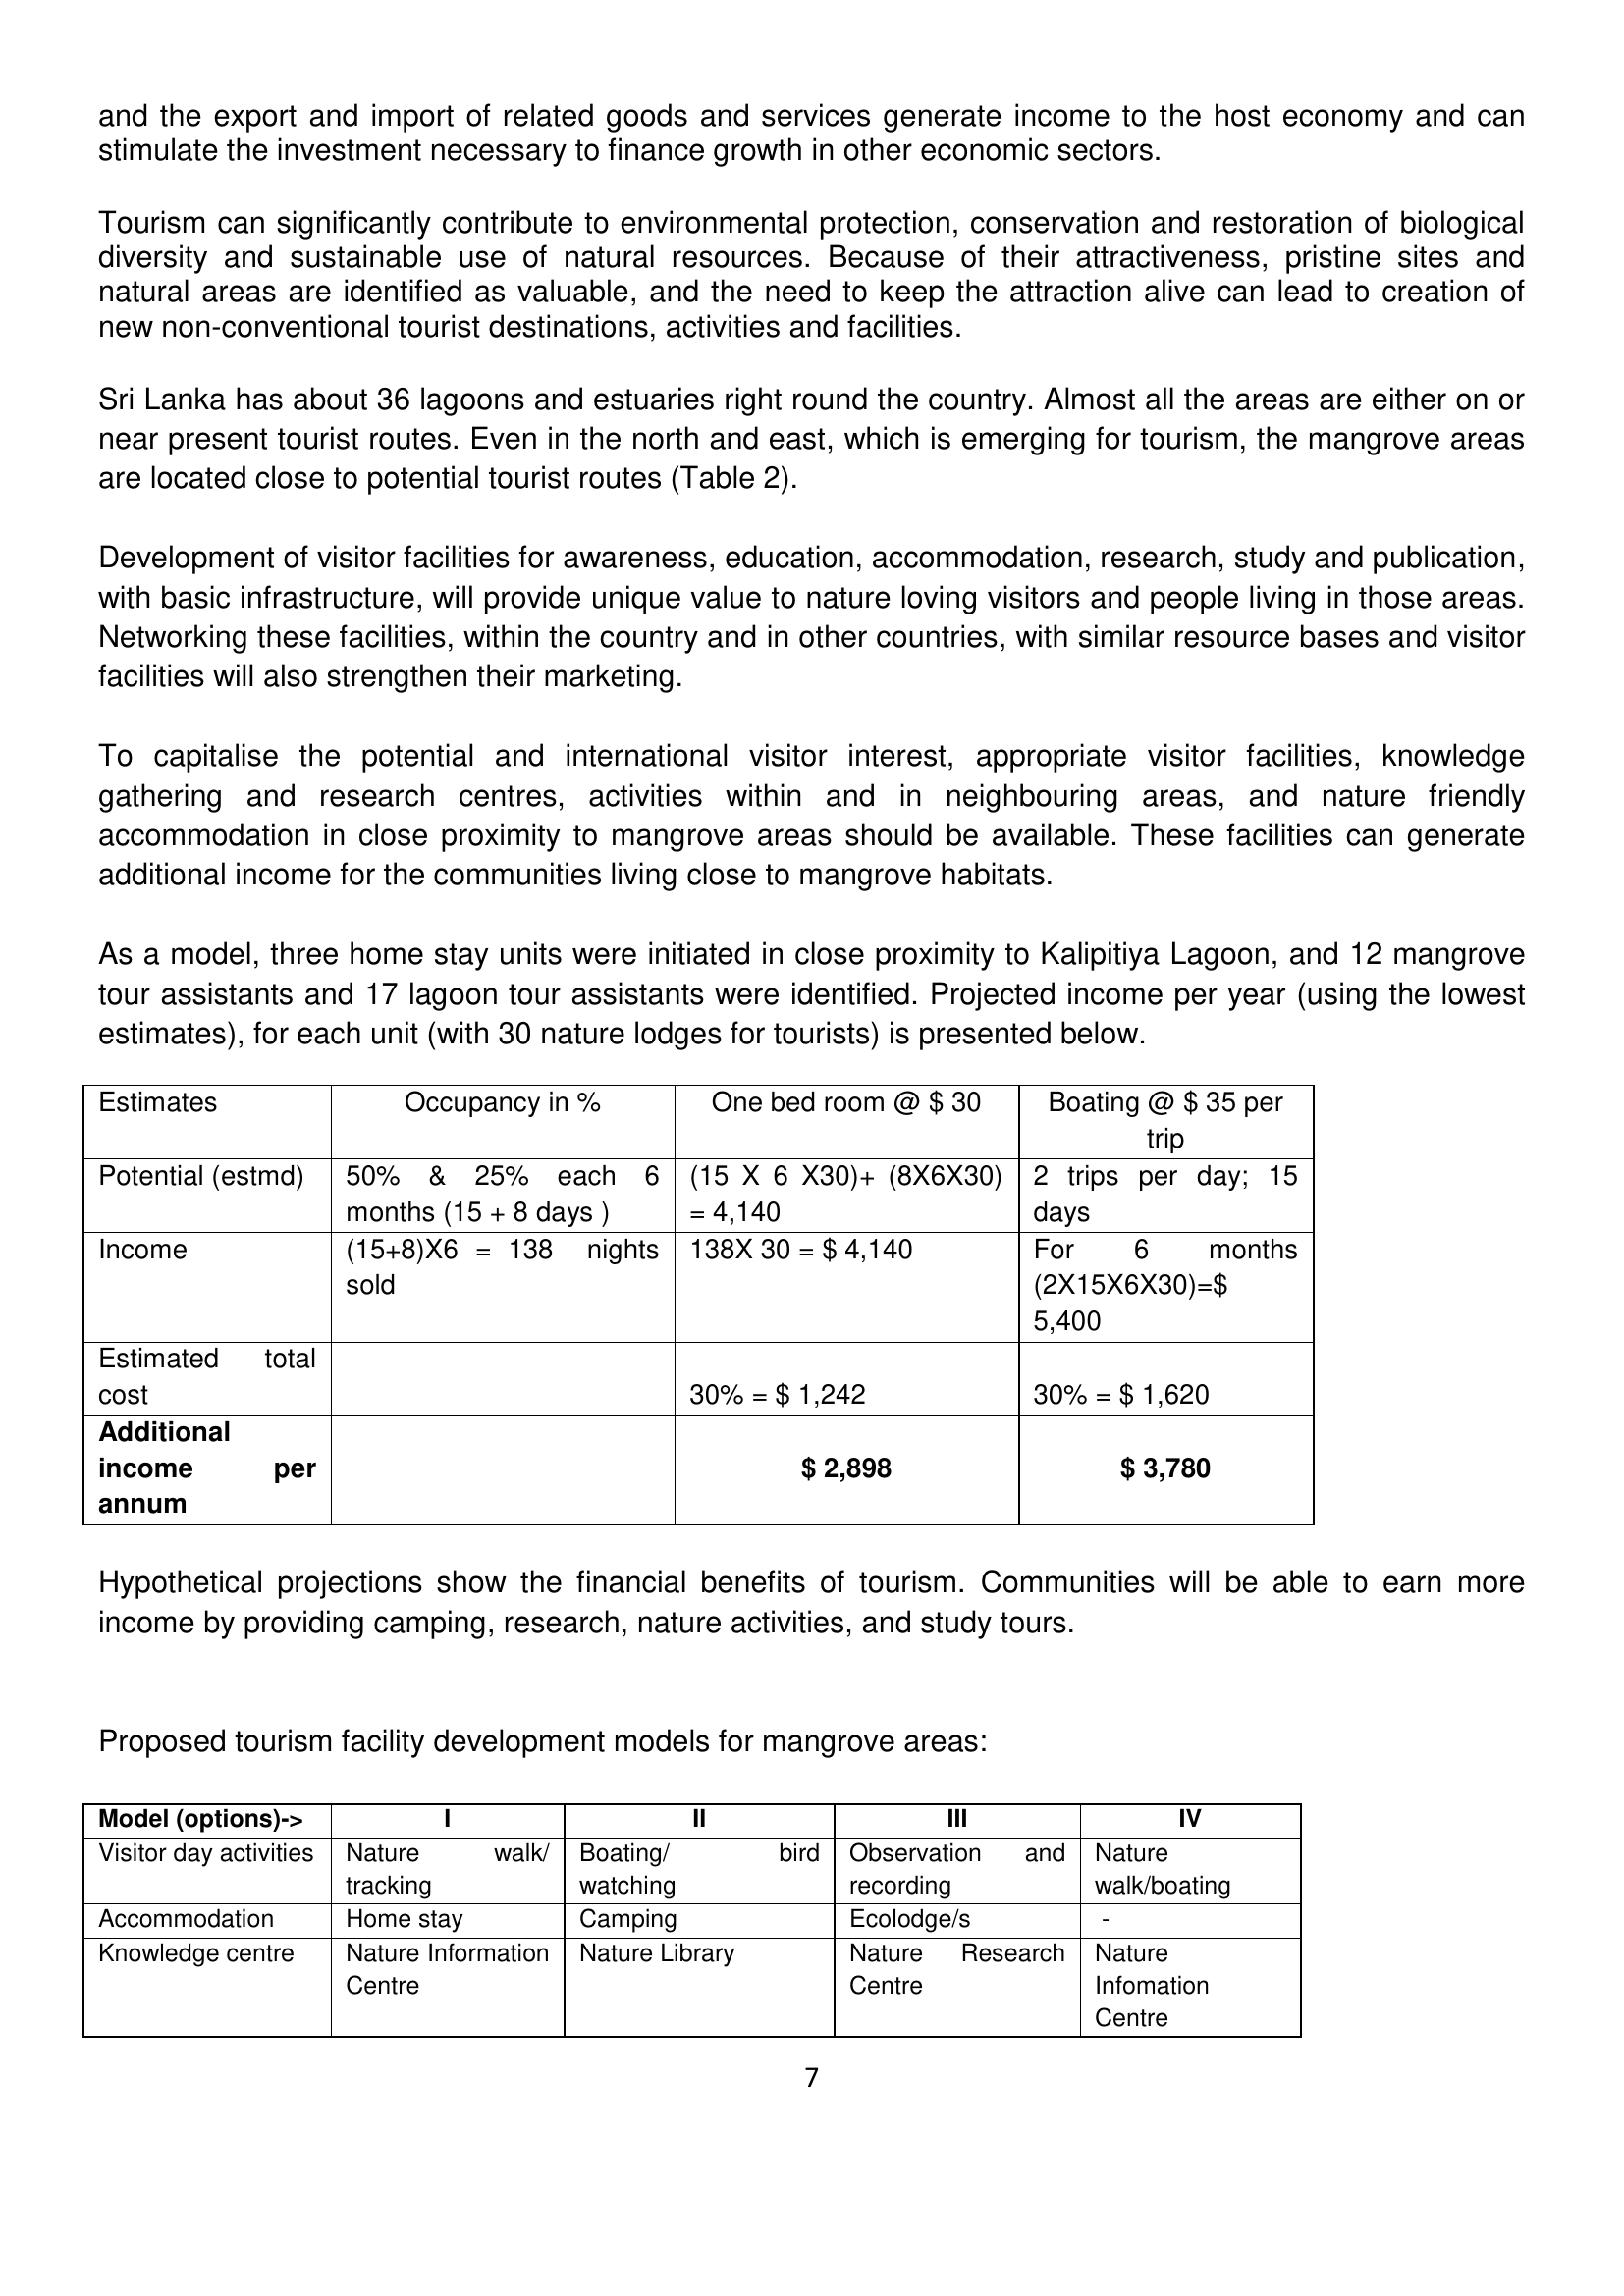 and the export and import of related goods and services generate income to the host economy and can
stimulate the investment necessary to finance growth in other economic sectors.
Tourism can significantly contribute to environmental protection, conservation and restoration of biological
diversity and sustainable use of natural resources. Because of their attractiveness, pristine sites and
natural areas are identified as valuable, and the need to keep the attraction alive can lead to creation of
new non-conventional tourist destinations, activities and facilities.
Sri Lanka has about 36 lagoons and estuaries right round the country. Almost all the areas are either on or
near present tourist routes. Even in the north and east, which is emerging for tourism, the mangrove areas
are located close to potential tourist routes (Table 2).
Development of visitor facilities for awareness, education, accommodation, research, study and publication,
with basic infrastructure, will provide unique value to nature loving visitors and people living in those areas.
Networking these facilities, within the country and in other countries, with similar resource bases and visitor
facilities will also strengthen their marketing.
To capitalise the potential and international visitor interest, appropriate visitor facilities, knowledge
gathering and research centres, activities within and in neighbouring areas, and nature friendly
accommodation in close proximity to mangrove areas should be available. These facilities can generate
additional income for the communities living close to mangrove habitats.
As a model, three home stay units were initiated in close proximity to Kalipitiya Lagoon, and 12 mangrove
tour assistants and 17 lagoon tour assistants were identified. Projected income per year (using the lowest
estimates), for each unit (with 30 nature lodges for tourists) is presented below.
Estimates
Occupancy in %
One bed room @ $ 30
Boating @ $ 35 per
trip
Potential (estmd)
50% & 25% each 6
months (15 + 8 days )
(15 X 6 X30)+ (8X6X30)
= 4,140
2 trips per day; 15
days
Income
(15+8)X6 = 138 nights
sold
138X 30 = $ 4,140
For 6 months
(2X15X6X30)=$
5,400
Estimated total
cost
30% = $ 1,242
30% = $ 1,620
Additional
income per
annum
$ 2,898
$ 3,780
Hypothetical projections show the financial benefits of tourism. Communities will be able to earn more
income by providing camping, research, nature activities, and study tours.
Proposed tourism facility development models for mangrove areas:
Model (options)->
I
II
III
IV
Visitor day activities
Nature walk/
tracking
Boating/ bird
watching
Observation and
recording
Nature
walk/boating
Accommodation
Home stay
Camping
Ecolodge/s
-
Knowledge centre
Nature Information
Centre
Nature Library
Nature Research
Centre
Nature
Infomation
Centre
7